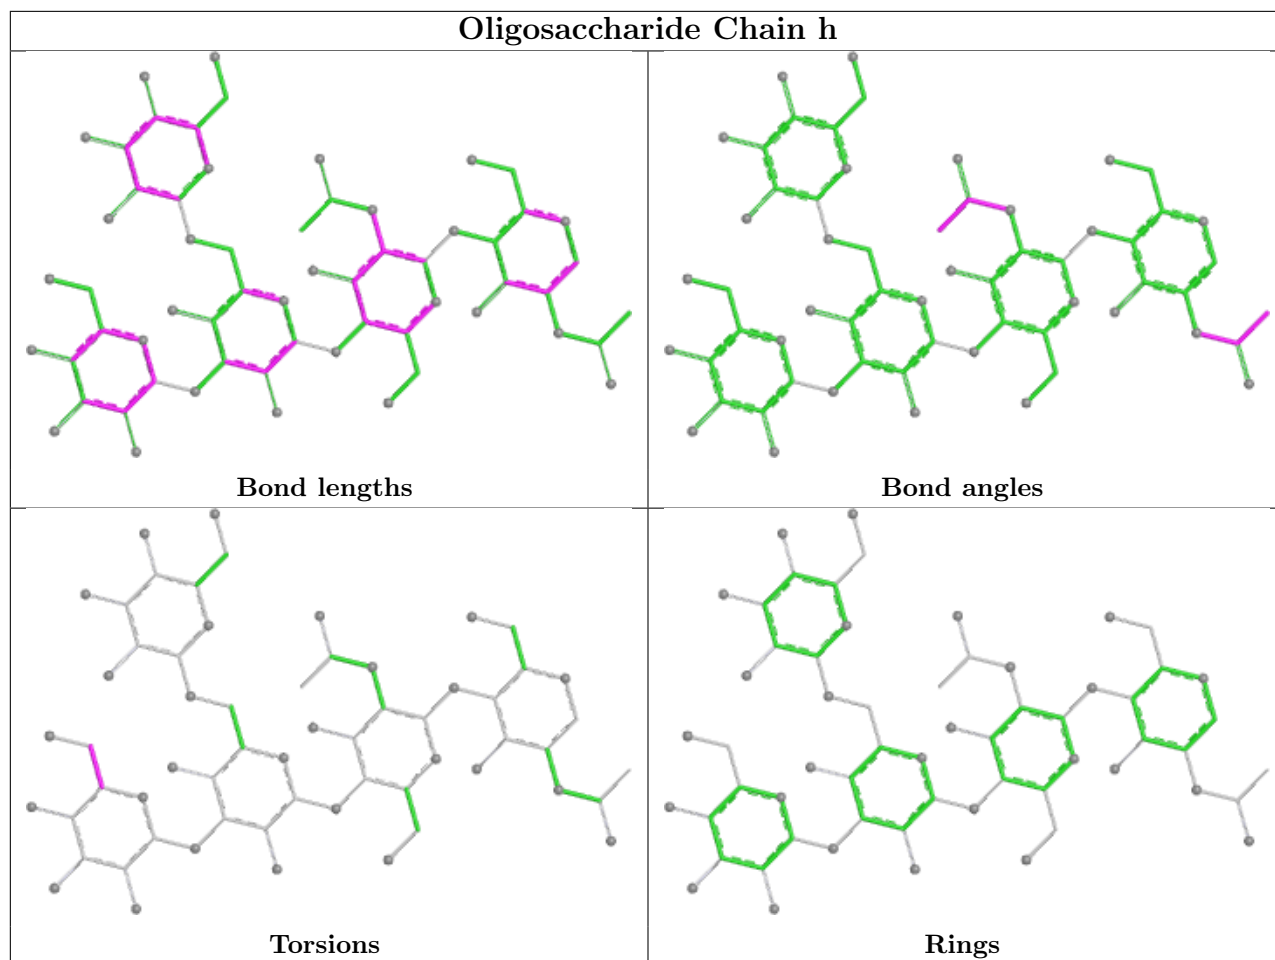 Oligosaccharide Chain h
Bond lengths
Bond angles
Torsions
Rings